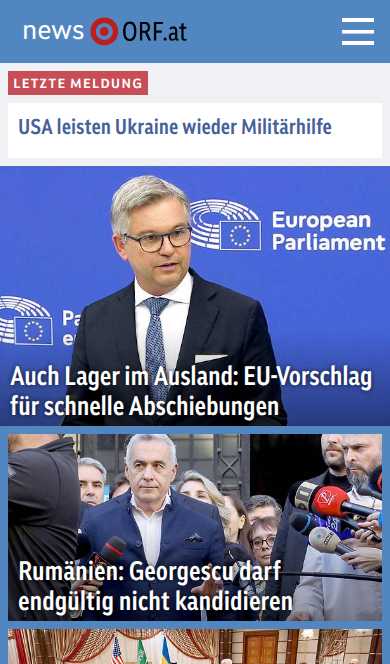 news ORF.at
LETZTE MELDUNG
USA leisten Ukraine wieder Militärhilfe
European
Parliament
Auch Lager im Ausland: EU-Vorschlag
für schnelle Abschiebungen
Rumänien: Georgescu darf
endgültig nicht kandidieren